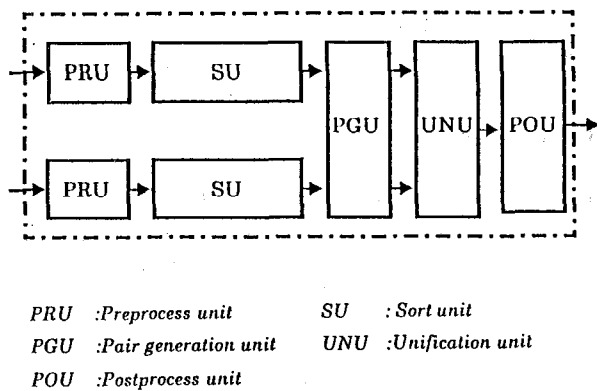 PRU SU
PGU UNU POU
PRU SU
PRU :Preprocess unit SU : Sort unit
PGU :Pair generation unit UNU :Unification unit
POU :Postprocess unit